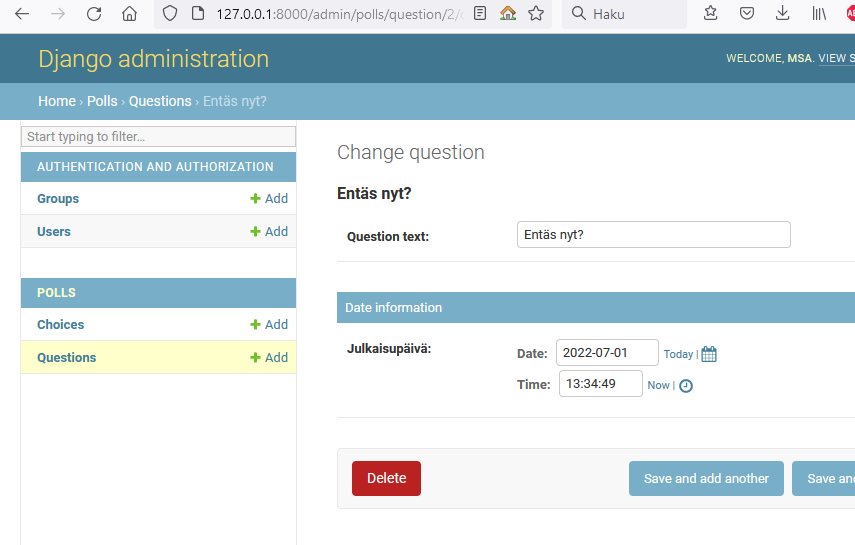 127.0.0.1:8000/admin/polls/question/2/
Haku
Django administration
WELCOME, MSA. VIEW S
Home › Polls › Questions › Entäs nyt?
Start typing to filter…
AUTHENTICATION AND AUTHORIZATION
Groups + Add
Users + Add
POLLS
Choices + Add
Questions + Add
Change question
Entäs nyt?
Question text: Entäs nyt?
Date information
Julkaisupäivä:
Date: 2022-07-01 Today |
Time: 13:34:49 Now |
Delete
Save and add another
Save an